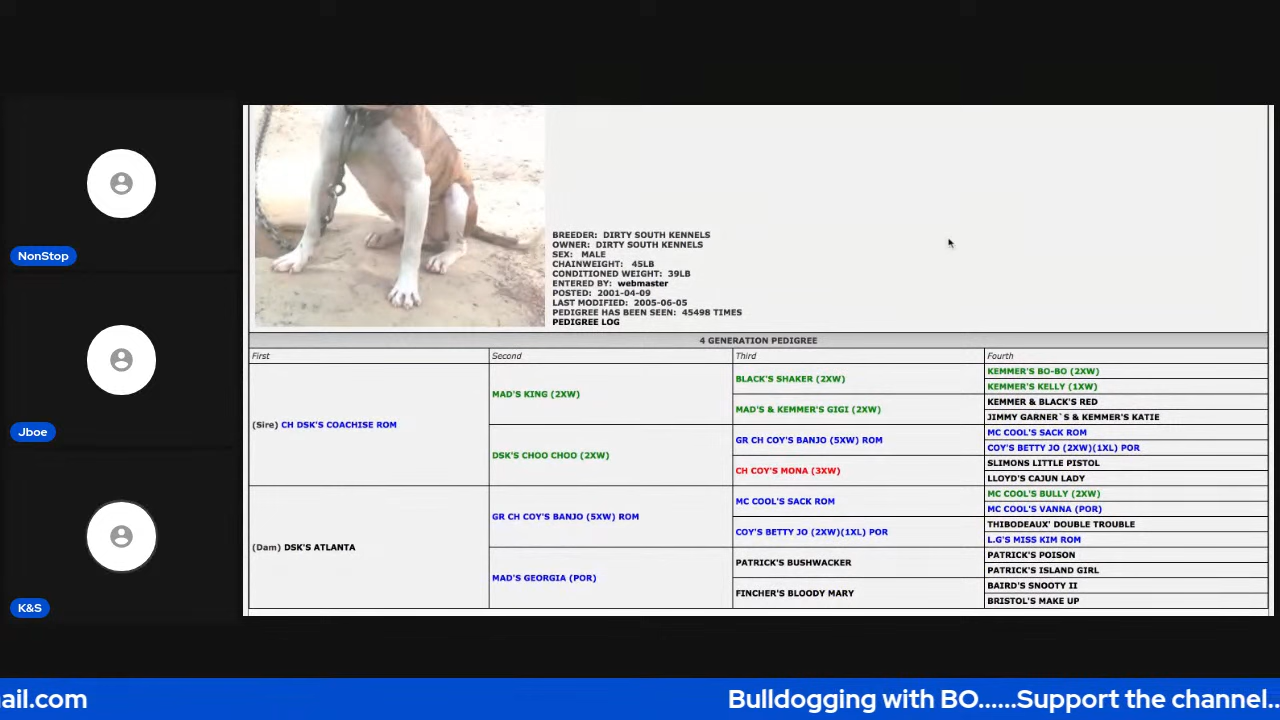 NonStop
Jboe
K&S
BREEDER: DIRTY SOUTH KENNELS
OWNER: DIRTY SOUTH KENNELS
SEX: MALE
CHAINWEIGHT: 45LB
CONDITIONED WEIGHT: 39LB
ENTERED BY: webmaster
POSTED: 2001-04-09
LAST MODIFIED: 2005-06-05
PEDIGREE HAS BEEN SEEN: 45498 TIMES
PEDIGREE LOG
4 GENERATION PEDIGREE
First Second Third Fourth
(Sire) CH DSK'S COACHISE ROM
MAD'S KING (2XW)
BLACK'S SHAKER (2XW)
KEMMER'S BO-BO (2XW)
KEMMER'S KELLY (1XW)
MAD'S & KEMMER'S GIGI (2XW)
KEMMER & BLACK'S RED
JIMMY GARNER`S & KEMMER'S KATIE
DSK'S CHOO CHOO (2XW)
GR CH COY'S BANJO (5XW) ROM
MC COOL'S SACK ROM
COY'S BETTY JO (2XW)(1XL) POR
CH COY'S MONA (3XW)
SLIMONS LITTLE PISTOL
LLOYD'S CAJUN LADY
(Dam) DSK'S ATLANTA
GR CH COY'S BANJO (5XW) ROM
MC COOL'S SACK ROM
MC COOL'S BULLY (2XW)
MC COOL'S VANNA (POR)
COY'S BETTY JO (2XW)(1XL) POR
THIBODEAUX' DOUBLE TROUBLE
L.G'S MISS KIM ROM
MAD'S GEORGIA (POR)
PATRICK'S BUSHWACKER
PATRICK'S POISON
PATRICK'S ISLAND GIRL
FINCHER'S BLOODY MARY
BAIRD'S SNOOTY II
BRISTOL'S MAKE UP
ail.com Bulldogging with BO......Support the channel..